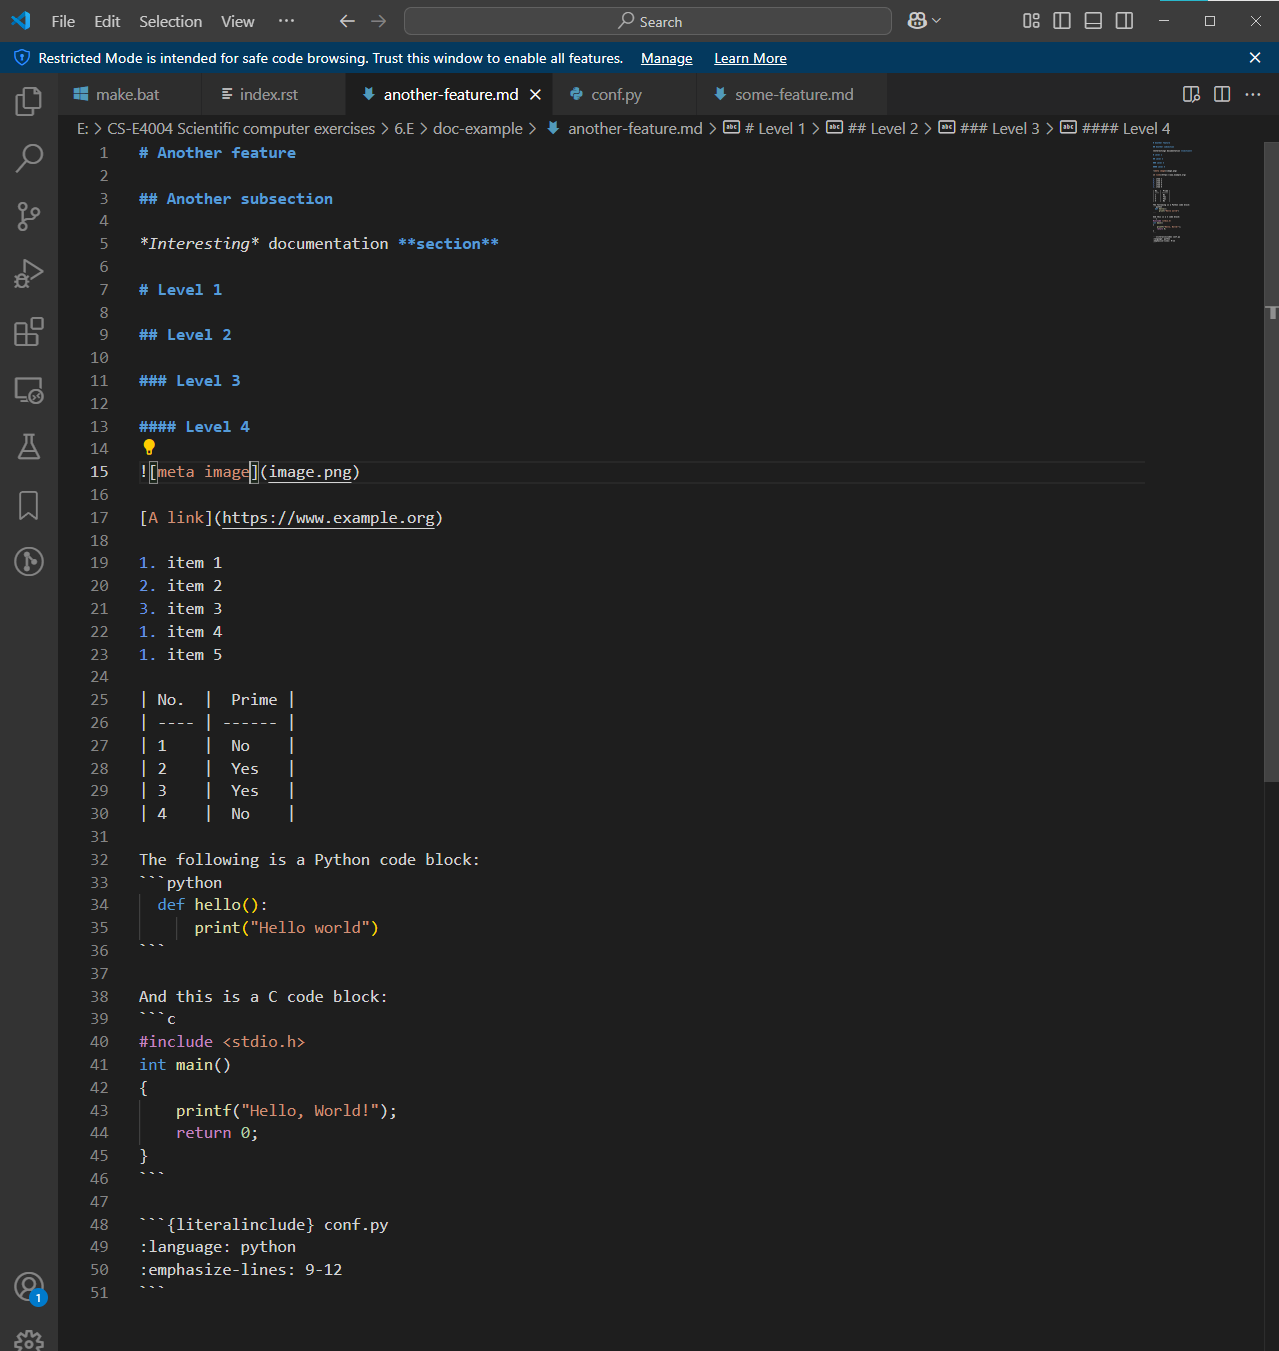 File Edit Selection View ··· Search
Restricted Mode is intended for safe code browsing. Trust this window to enable all features. Manage Learn More
make.bat index.rst another-feature.md conf.py some-feature.md
E: > CS-E4004 Scientific computer exercises > 6.E > doc-example > another-feature.md > # Level 1 > ## Level 2 > ### Level 3 > #### Level 4
1 # Another feature
2
3 ## Another subsection
4
5 *Interesting* documentation **section**
6
7 # Level 1
8
9 ## Level 2
10
11 ### Level 3
12
13 #### Level 4
14
15 ![meta image](image.png)
16
17 [A link](https://www.example.org)
18
19 1. item 1
20 2. item 2
21 3. item 3
22 1. item 4
23 1. item 5
24
25 | No.  |  Prime |
26 | ---- | ------ |
27 | 1    |  No    |
28 | 2    |  Yes   |
29 | 3    |  Yes   |
30 | 4    |  No    |
31
32 The following is a Python code block:
33 ```python
34   def hello():
35       print("Hello world")
36 ```
37
38 And this is a C code block:
39 ```c
40 #include <stdio.h>
41 int main()
42 {
43     printf("Hello, World!");
44     return 0;
45 }
46 ```
47
48 ```{literalinclude} conf.py
49 :language: python
50 :emphasize-lines: 9-12
51 ```
1